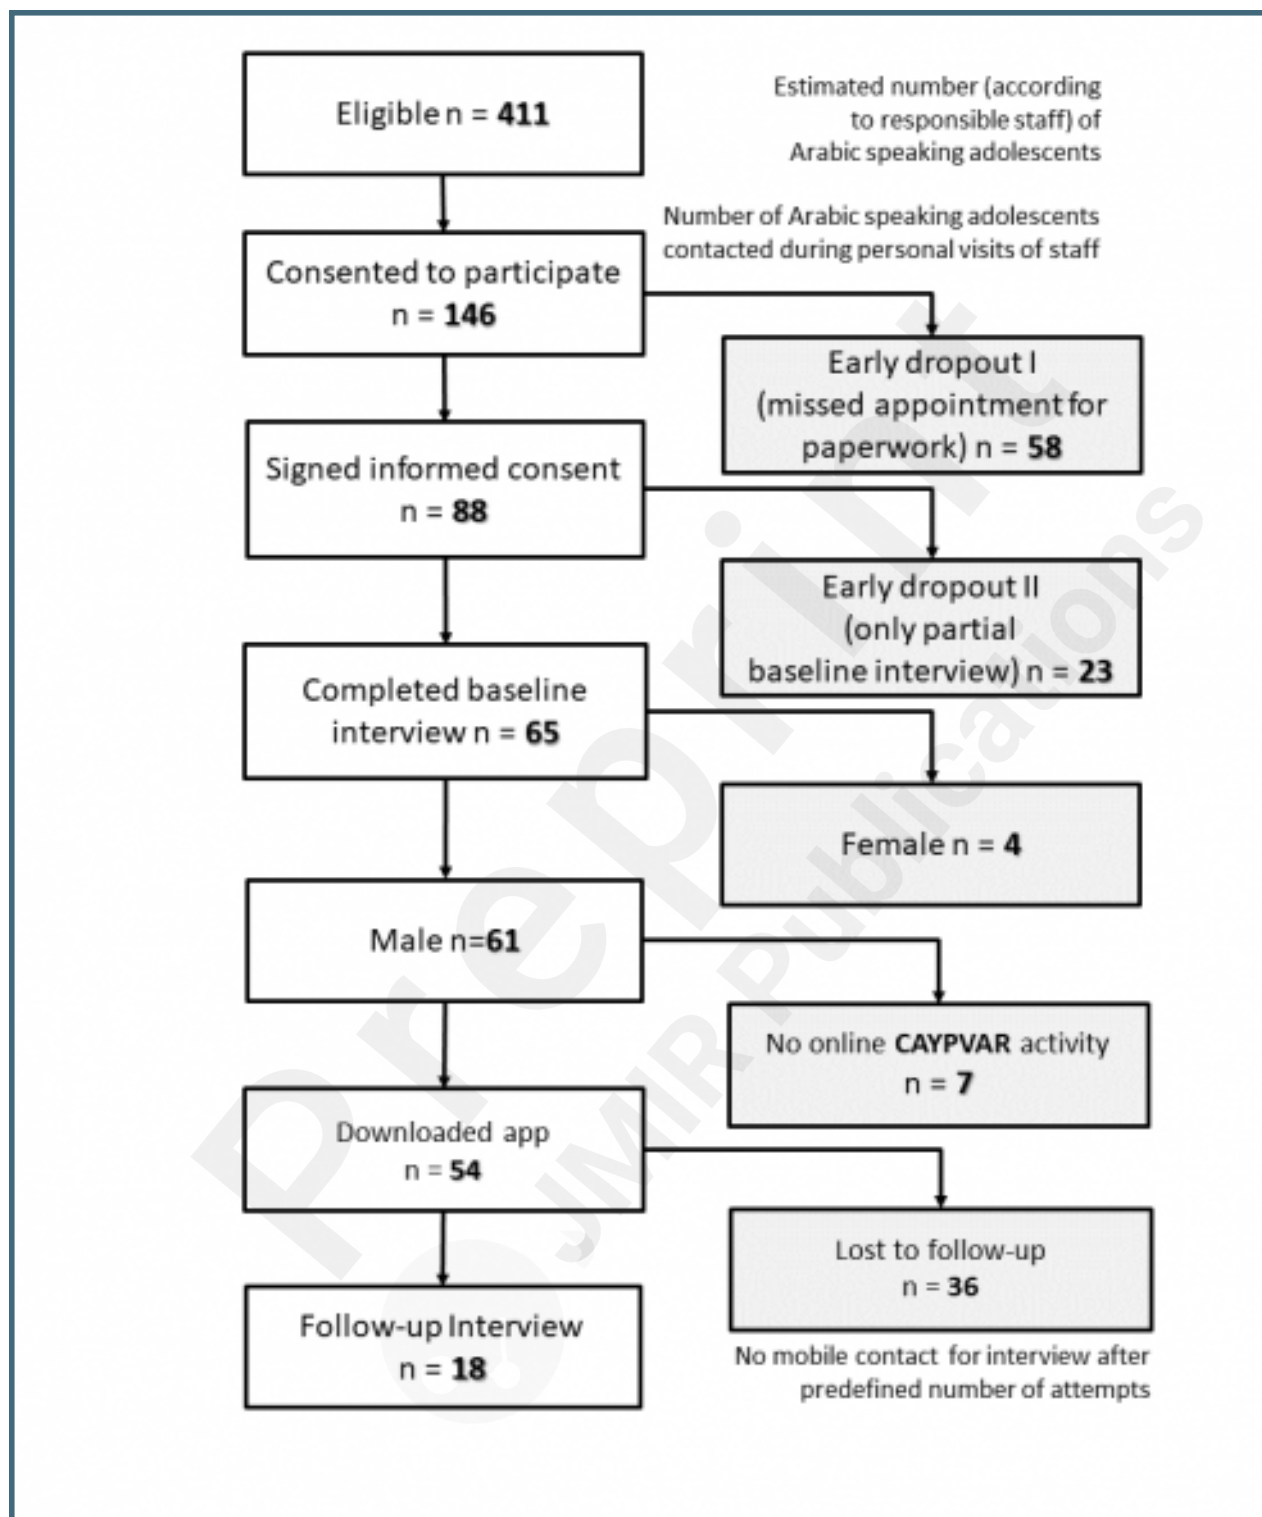 Eligible n = 411
Estimated number (according
to responsible staff) of
Arabic speaking adolescents
Number of Arabic speaking adolescents
contacted during personal visits of staff
Consented to participate
n = 146
Early dropout I
(missed appointment for
paperwork) n = 58
Signed informed consent
n = 88
Early dropout II
(only partial
baseline interview) n = 23
Completed baseline
interview n = 65
Female n = 4
Male n=61
No online CAYPVAR activity
n = 7
Downloaded app
n = 54
Lost to follow-up
n = 36
No mobile contact for interview after
predefined number of attempts
Follow-up Interview
n = 18
Preprint
JMIR Publications